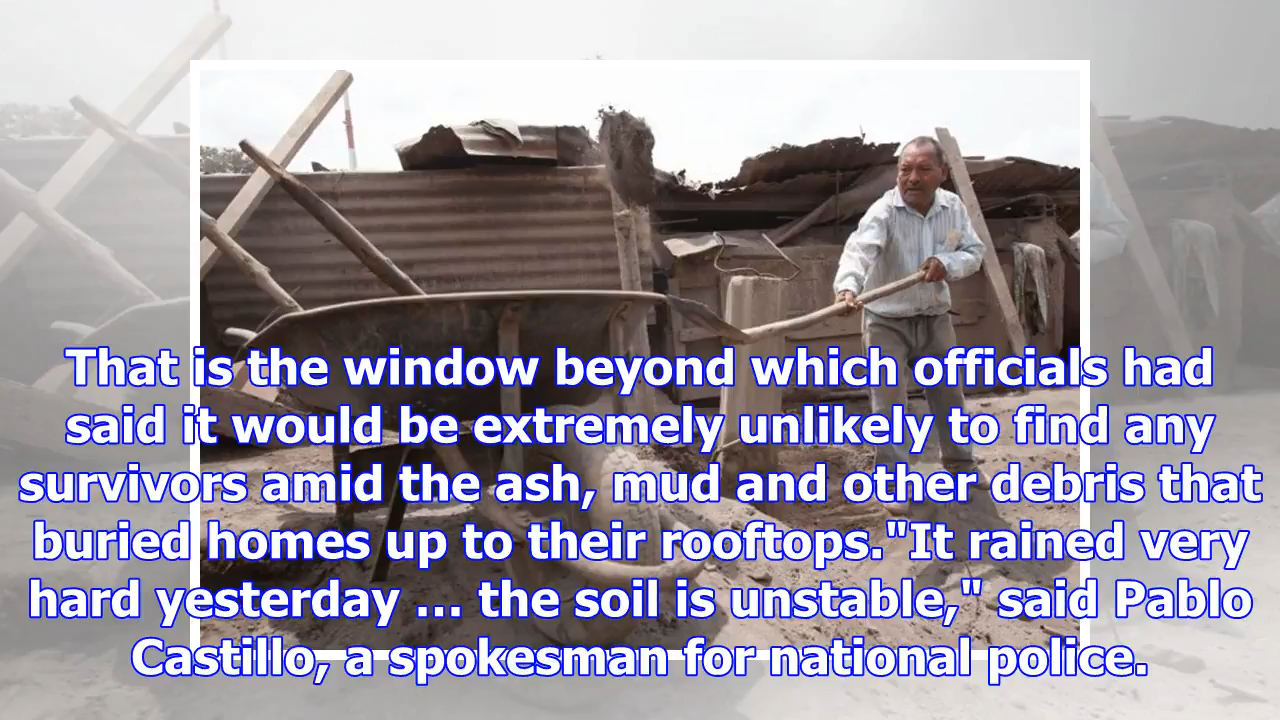 That is the window beyond which officials had
said it would be extremely unlikely to find any
survivors amid the ash, mud and other debris that
buried homes up to their rooftops."It rained very
hard yesterday ... the soil is unstable," said Pablo
Castillo, a spokesman for national police.